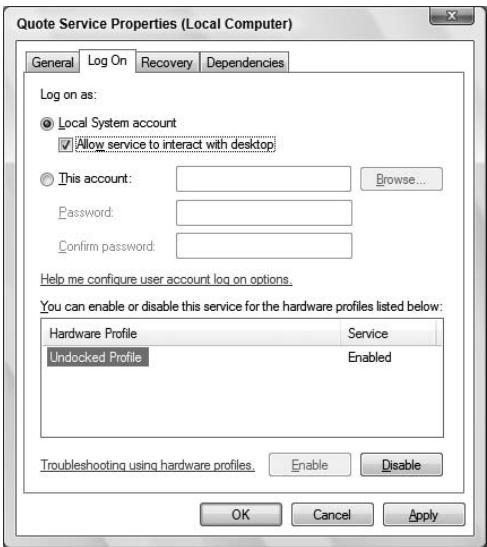 Quote Service Properties (Local Computer)
General Log On Recovery Dependencies
Log on as:
Local System account
Allow service to interact with desktop
This account:
Browse...
Password:
Confirm password:
Help me configure user account log on options.
You can enable or disable this service for the hardware profiles listed below:
Hardware Profile Service
Undocked Profile Enabled
Troubleshooting using hardware profiles. Enable Disable
OK Cancel Apply